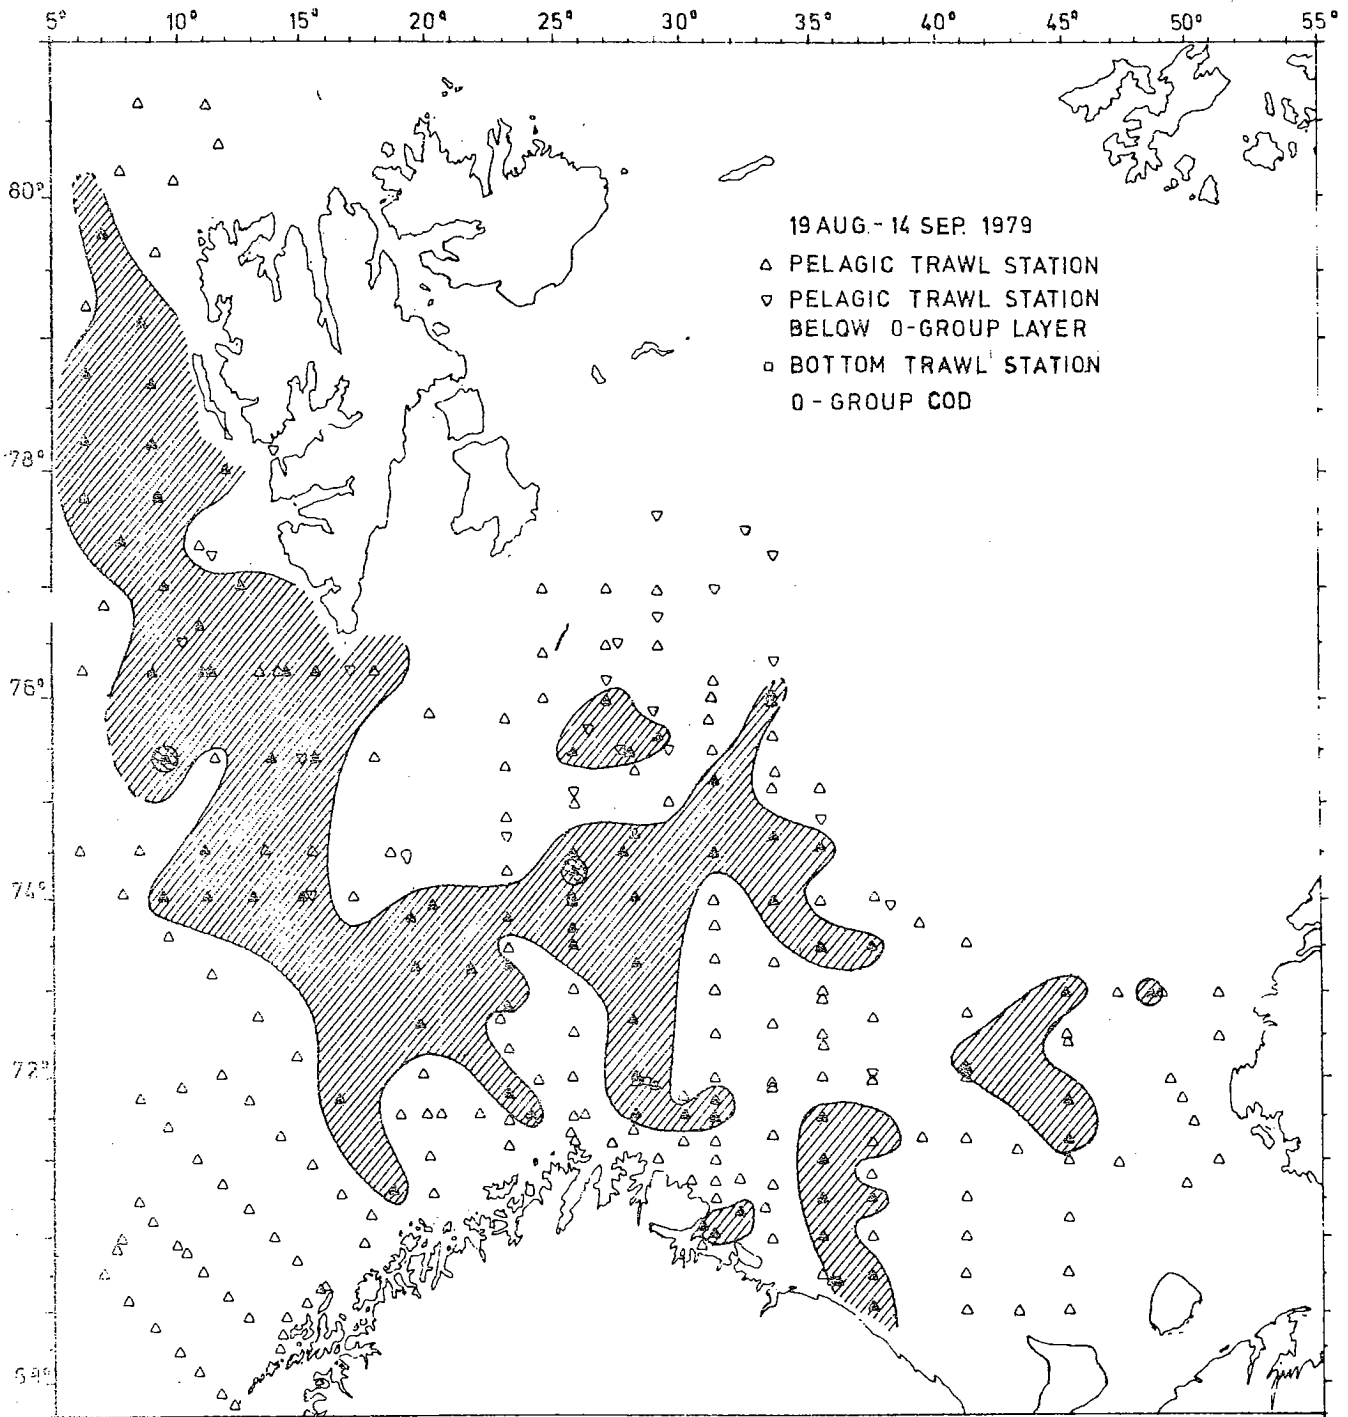 5° 10° 15° 20° 25° 30° 35° 40° 45° 50° 55°
80°
19 AUG.- 14 SEP. 1979
△ PELAGIC TRAWL STATION
▽ PELAGIC TRAWL STATION
BELOW 0-GROUP LAYER
□ BOTTOM TRAWL STATION
0 - GROUP COD
78°
76°
74°
72°